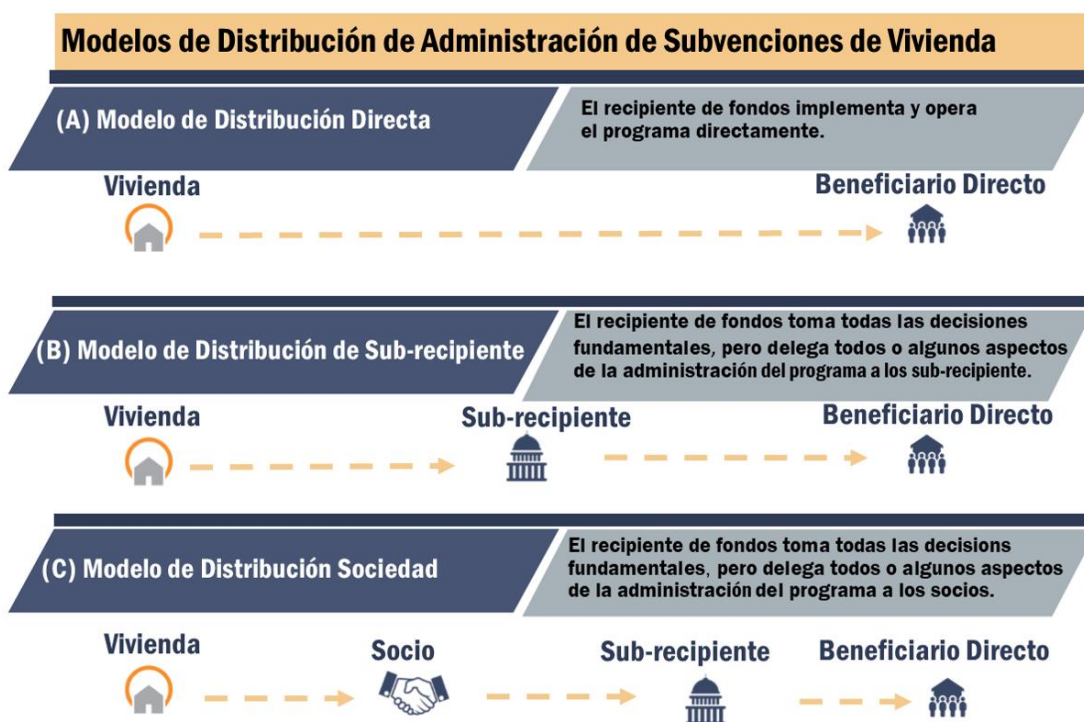 Modelos de Distribución de Administración de Subvenciones de Vivienda
(A) Modelo de Distribución Directa
El recipiente de fondos implementa y opera
el programa directamente.
Vivienda
Beneficiario Directo
(B) Modelo de Distribución de Sub-recipiente
El recipiente de fondos toma todas las decisiones
fundamentales, pero delega todos o algunos aspectos
de la administración del programa a los sub-recipiente.
Vivienda
Sub-recipiente
Beneficiario Directo
(C) Modelo de Distribución Sociedad
El recipiente de fondos toma todas las decisions
fundamentales, pero delega todos o algunos aspectos
de la administración del programa a los socios.
Vivienda
Socio
Sub-recipiente
Beneficiario Directo